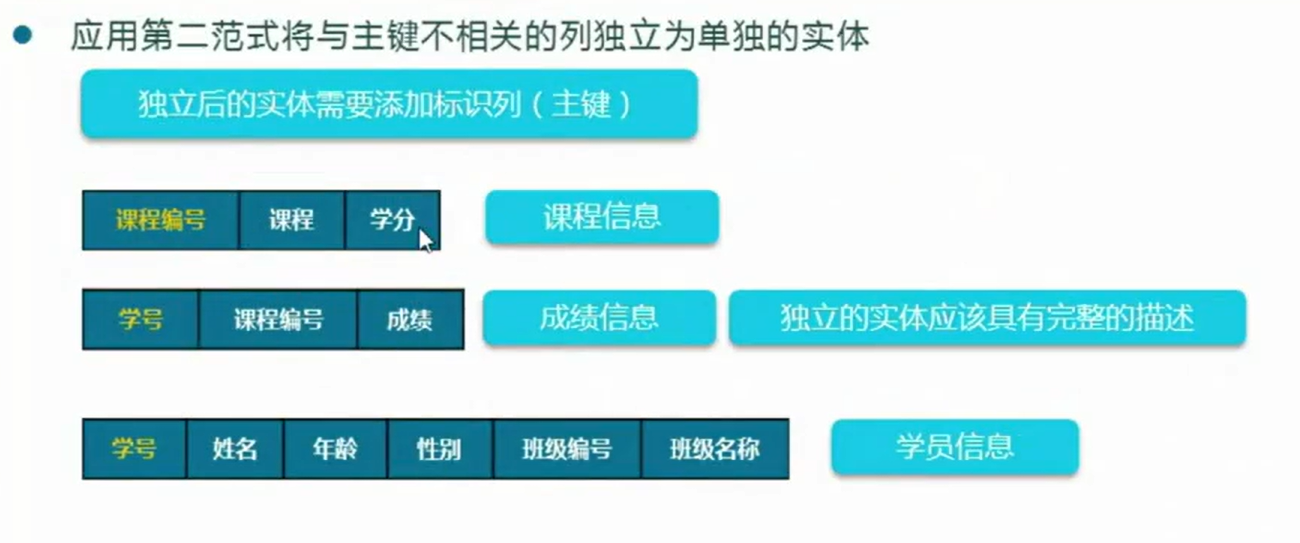 应用第二范式将与主键不相关的列独立为单独的实体
独立后的实体需要添加标识列（主键）
课程编号 课程 学分 课程信息
学号 课程编号 成绩 成绩信息 独立的实体应该具有完整的描述
学号 姓名 年龄 性别 班级编号 班级名称 学员信息